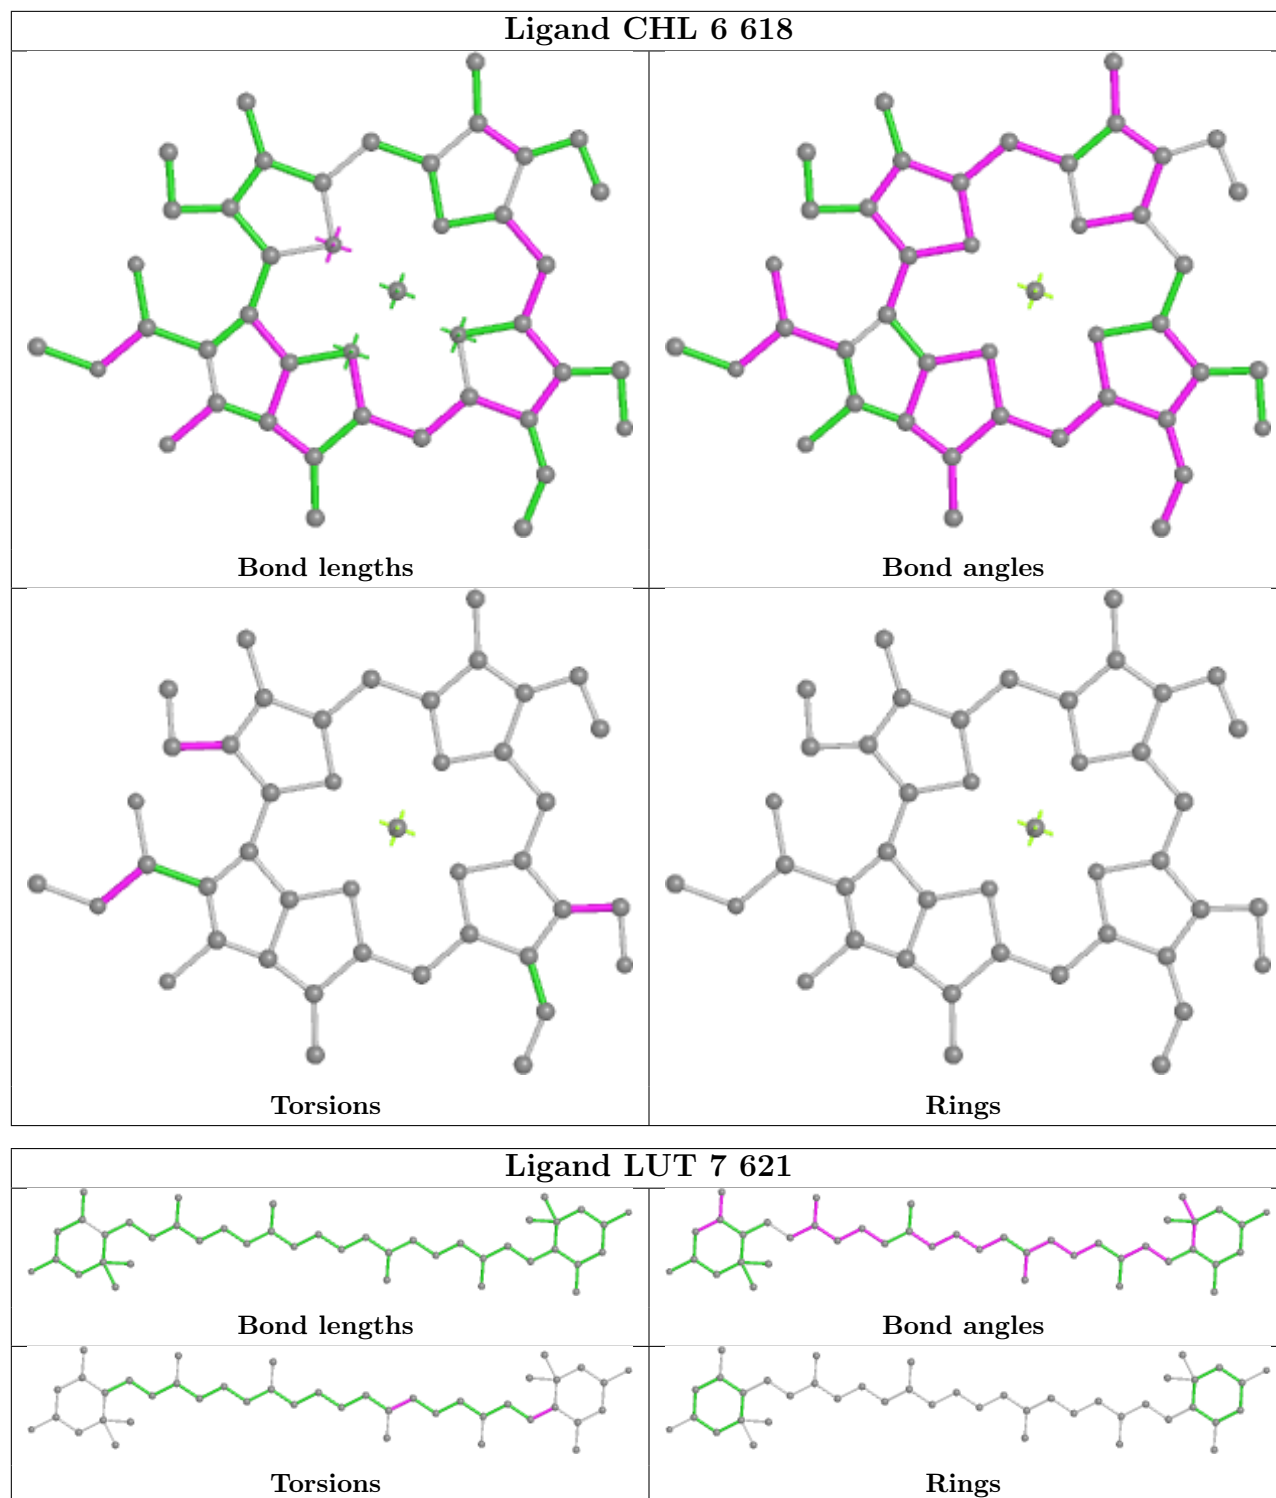 Ligand CHL 6 618
Bond lengths
Bond angles
Torsions
Rings
Ligand LUT 7 621
Bond lengths
Bond angles
Torsions
Rings